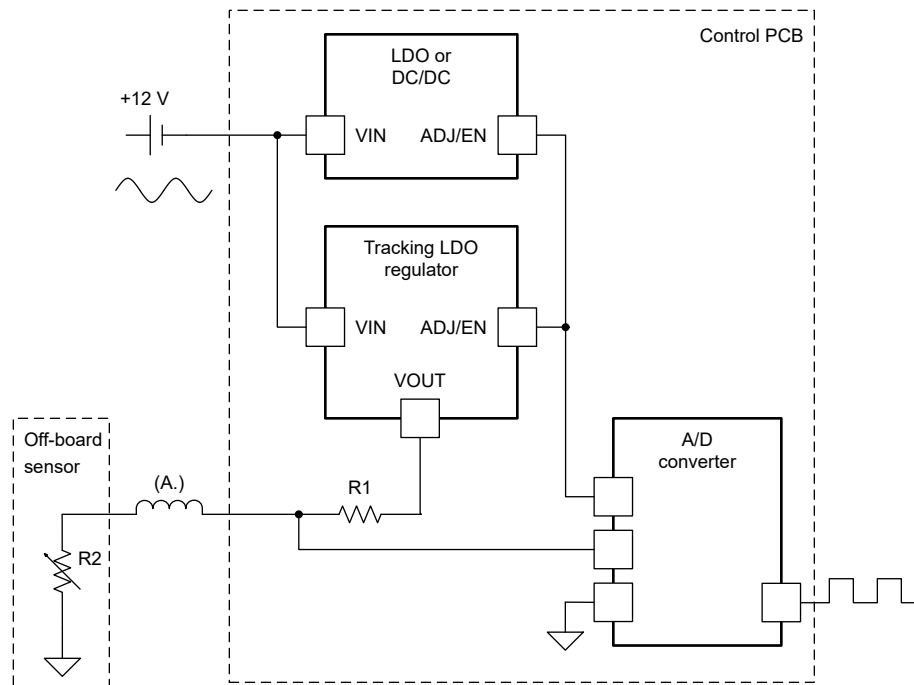 Control PCB
LDO or
DC/DC
+12 V
VIN
ADJ/EN
Tracking LDO
regulator
VIN
ADJ/EN
VOUT
Off-board
sensor
(A.)
R1
R2
A/D
converter